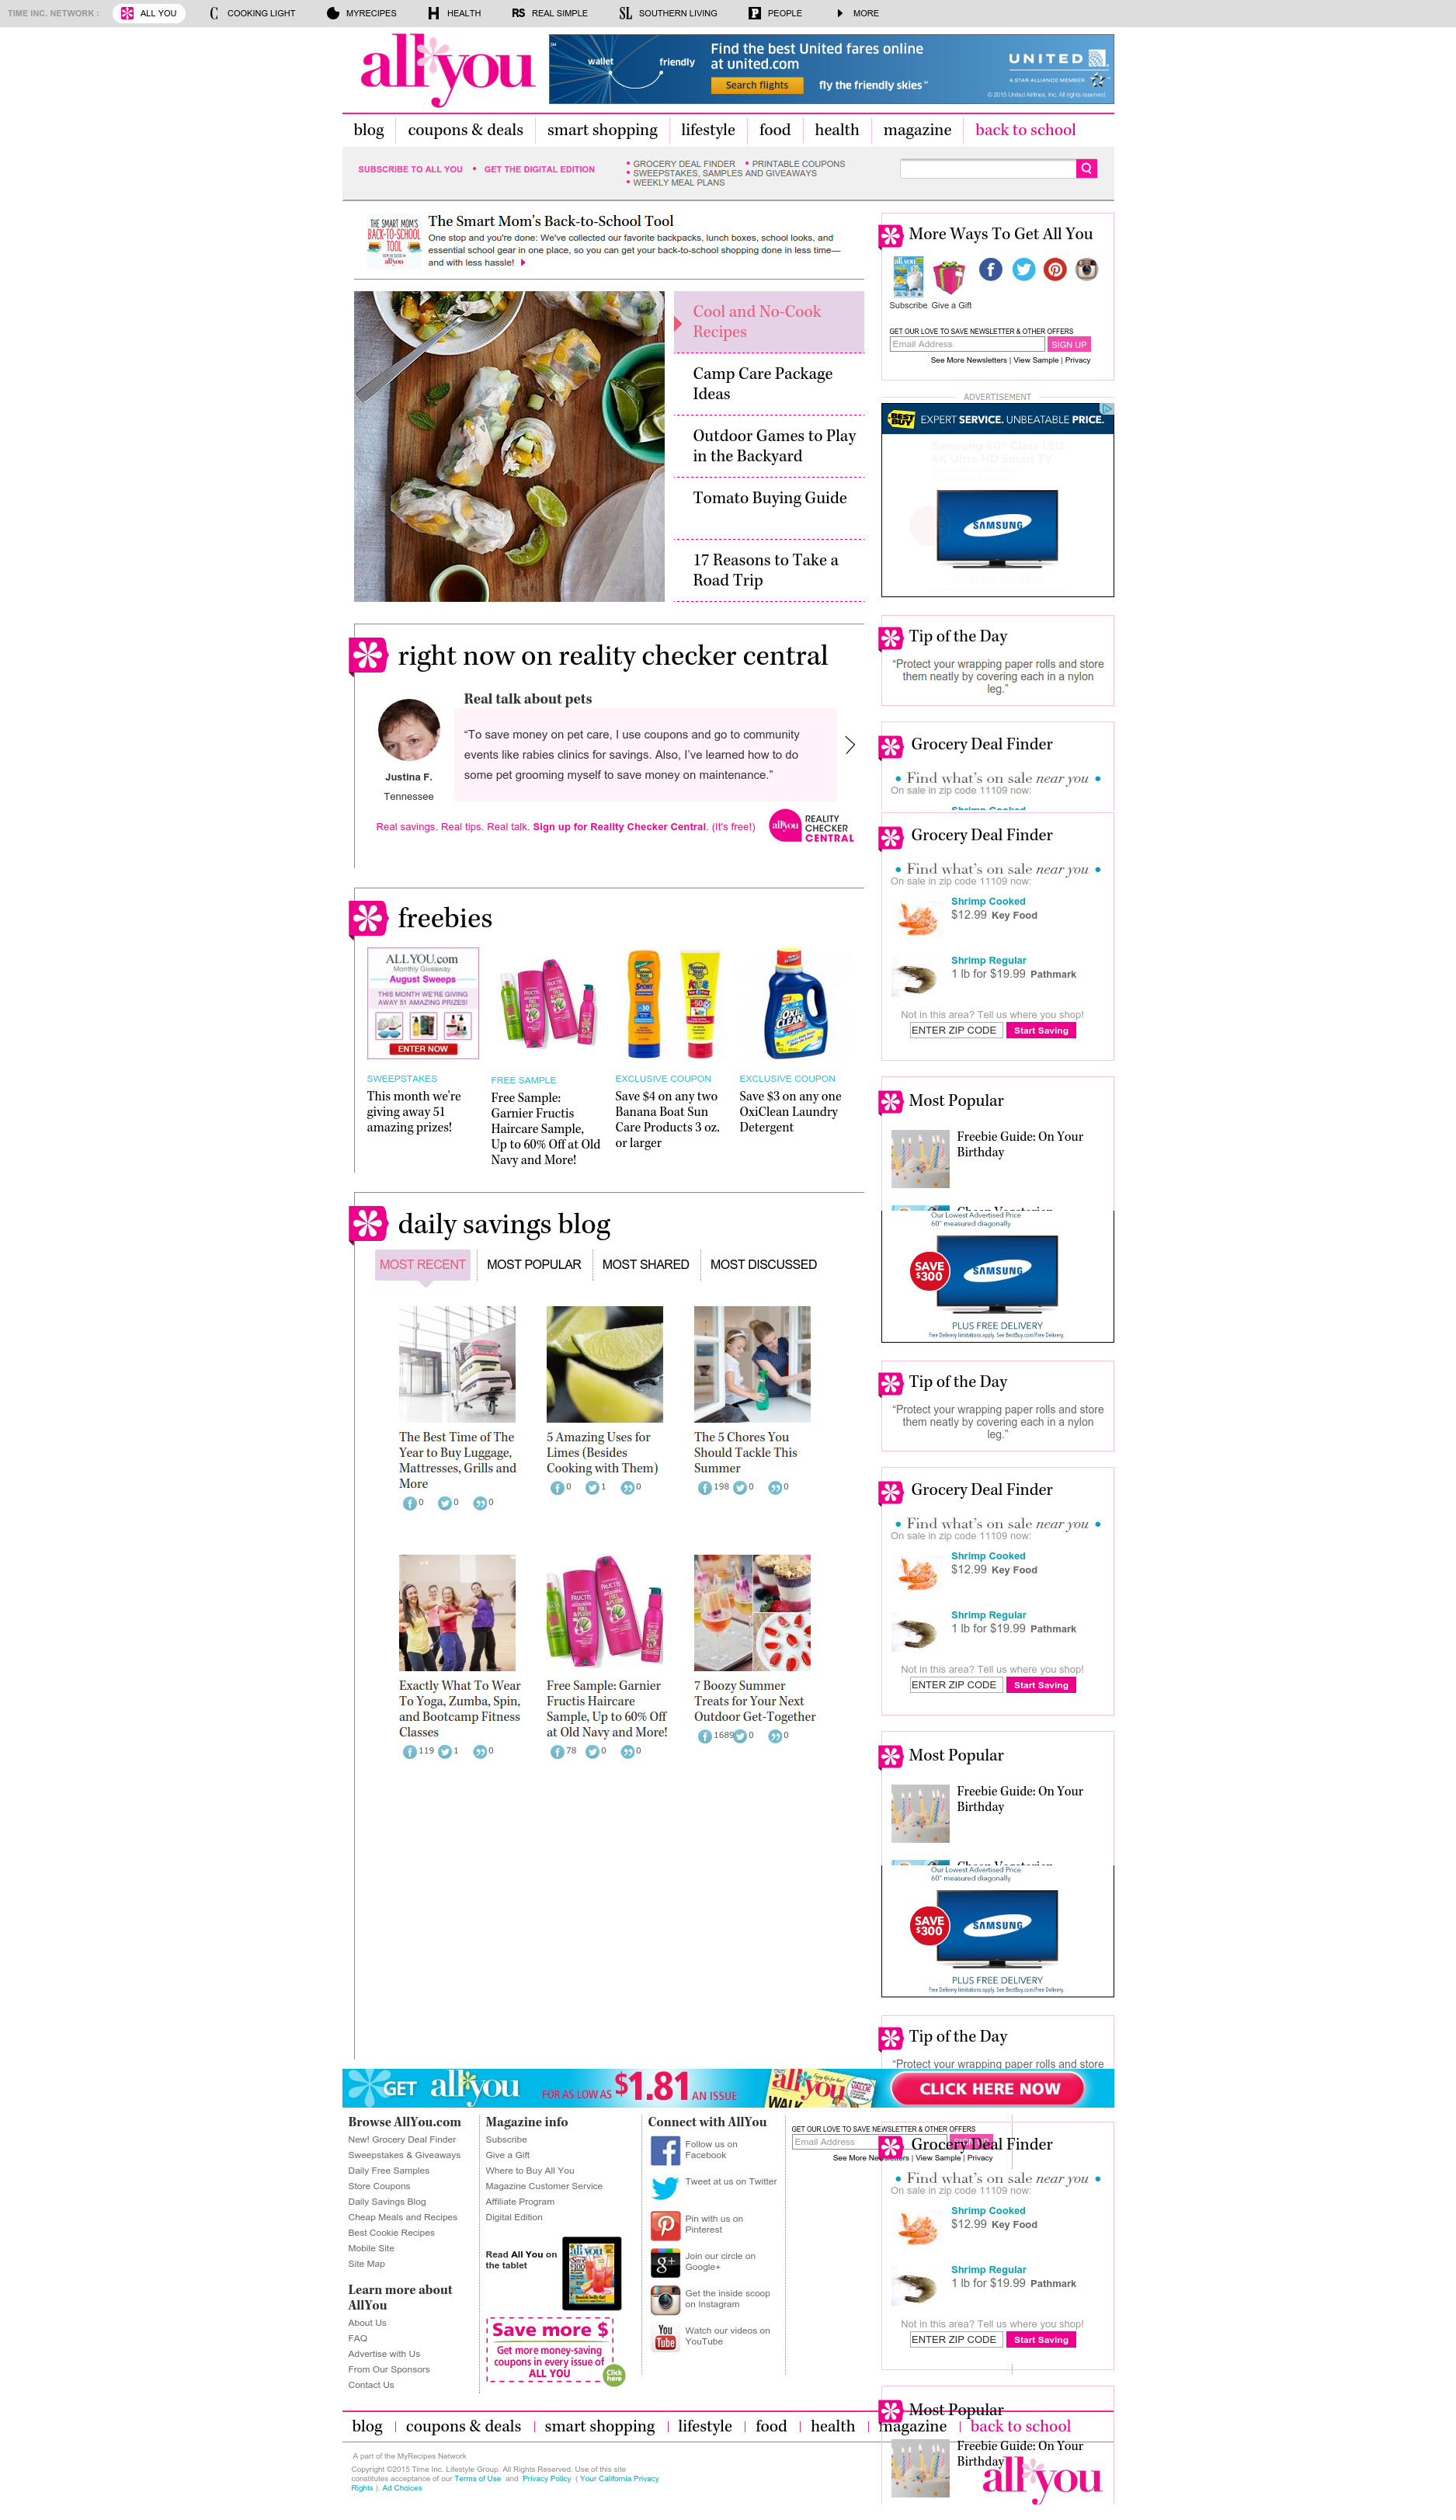 TIME INC. NETWORK : ALL YOU COOKING LIGHT MYRECIPES HEALTH REAL SIMPLE SOUTHERN LIVING PEOPLE MORE
all you
wallet friendly
Find the best United fares online
at united.com
Search flights fly the friendly skies
UNITED
A STAR ALLIANCE MEMBER
© 2015 United Airlines, Inc. All rights reserved.
blog coupons & deals smart shopping lifestyle food health magazine back to school
SUBSCRIBE TO ALL YOU • GET THE DIGITAL EDITION
• GROCERY DEAL FINDER • PRINTABLE COUPONS
• SWEEPSTAKES, SAMPLES AND GIVEAWAYS
• WEEKLY MEAL PLANS
THE SMART MOM'S
BACK-TO-SCHOOL
TOOL
allyou
The Smart Mom's Back-to-School Tool
One stop and you're done: We've collected our favorite backpacks, lunch boxes, school looks, and
essential school gear in one place, so you can get your back-to-school shopping done in less time—
and with less hassle!
Cool and No-Cook
Recipes
Camp Care Package
Ideas
Outdoor Games to Play
in the Backyard
Tomato Buying Guide
17 Reasons to Take a
Road Trip
right now on reality checker central
Real talk about pets
“To save money on pet care, I use coupons and go to community
events like rabies clinics for savings. Also, I've learned how to do
some pet grooming myself to save money on maintenance.”
Justina F.
Tennessee
Real savings. Real tips. Real talk. Sign up for Reality Checker Central. (It's free!)
allyou
REALITY
CHECKER
CENTRAL
freebies
ALL YOU.com
Monthly Giveaway
August Sweeps
THIS MONTH WE'RE GIVING
AWAY 51 AMAZING PRIZES!
ENTER NOW
SWEEPSTAKES
This month we're
giving away 51
amazing prizes!
FREE SAMPLE
Free Sample:
Garnier Fructis
Haircare Sample,
Up to 60% Off at Old
Navy and More!
EXCLUSIVE COUPON
Save $4 on any two
Banana Boat Sun
Care Products 3 oz.
or larger
EXCLUSIVE COUPON
Save $3 on any one
OxiClean Laundry
Detergent
daily savings blog
MOST RECENT MOST POPULAR MOST SHARED MOST DISCUSSED
The Best Time of The
Year to Buy Luggage,
Mattresses, Grills and
More
0 0 0
5 Amazing Uses for
Limes (Besides
Cooking with Them)
0 1 0
The 5 Chores You
Should Tackle This
Summer
198 0 0
Exactly What To Wear
To Yoga, Zumba, Spin,
and Bootcamp Fitness
Classes
119 1 0
Free Sample: Garnier
Fructis Haircare
Sample, Up to 60% Off
at Old Navy and More!
78 0 0
7 Boozy Summer
Treats for Your Next
Outdoor Get-Together
1689 0 0
More Ways To Get All You
Subscribe Give a Gift
GET OUR LOVE TO SAVE NEWSLETTER & OTHER OFFERS
Email Address SIGN UP
See More Newsletters | View Sample | Privacy
ADVERTISEMENT
BEST BUY EXPERT SERVICE. UNBEATABLE PRICE.
Samsung 60" Class LED
4K Ultra HD Smart TV
SAMSUNG
Tip of the Day
“Protect your wrapping paper rolls and store
them neatly by covering each in a nylon
leg.”
Grocery Deal Finder
• Find what's on sale near you •
On sale in zip code 11109 now:
Shrimp Cooked
Grocery Deal Finder
• Find what's on sale near you •
On sale in zip code 11109 now:
Shrimp Cooked
$12.99 Key Food
Shrimp Regular
1 lb for $19.99 Pathmark
Not in this area? Tell us where you shop!
ENTER ZIP CODE Start Saving
Most Popular
Freebie Guide: On Your
Birthday
Cheap Vegetarian
Our Lowest Advertised Price
60" measured diagonally
SAVE
$300
SAMSUNG
PLUS FREE DELIVERY
Free Delivery limitations apply. See BestBuy.com/Free Delivery.
Tip of the Day
“Protect your wrapping paper rolls and store
them neatly by covering each in a nylon
leg.”
Grocery Deal Finder
• Find what's on sale near you •
On sale in zip code 11109 now:
Shrimp Cooked
$12.99 Key Food
Shrimp Regular
1 lb for $19.99 Pathmark
Not in this area? Tell us where you shop!
ENTER ZIP CODE Start Saving
Most Popular
Freebie Guide: On Your
Birthday
Cheap Vegetarian
Our Lowest Advertised Price
60" measured diagonally
SAVE
$300
SAMSUNG
PLUS FREE DELIVERY
Free Delivery limitations apply. See BestBuy.com/Free Delivery.
Tip of the Day
“Protect your wrapping paper rolls and store
GET allyou FOR AS LOW AS $1.81 AN ISSUE allyou CLICK HERE NOW
Browse AllYou.com
New! Grocery Deal Finder
Sweepstakes & Giveaways
Daily Free Samples
Store Coupons
Daily Savings Blog
Cheap Meals and Recipes
Best Cookie Recipes
Mobile Site
Site Map
Learn more about
AllYou
About Us
FAQ
Advertise with Us
From Our Sponsors
Contact Us
Magazine info
Subscribe
Give a Gift
Where to Buy All You
Magazine Customer Service
Affiliate Program
Digital Edition
Read All You on
the tablet
Save more $
Get more money-saving
coupons in every issue of
ALL YOU
Click
here
Connect with AllYou
Follow us on
Facebook
Tweet at us on Twitter
Pin with us on
Pinterest
Join our circle on
Google+
Get the inside scoop
on Instagram
Watch our videos on
YouTube
GET OUR LOVE TO SAVE NEWSLETTER & OTHER OFFERS
Email Address SIGN UP
See More Newsletters | View Sample | Privacy
Grocery Deal Finder
• Find what's on sale near you •
On sale in zip code 11109 now:
Shrimp Cooked
$12.99 Key Food
Shrimp Regular
1 lb for $19.99 Pathmark
Not in this area? Tell us where you shop!
ENTER ZIP CODE Start Saving
Most Popular
Freebie Guide: On Your
Birthday
blog coupons & deals smart shopping lifestyle food health magazine back to school
A part of the MyRecipes Network
Copyright ©2015 Time Inc. Lifestyle Group. All Rights Reserved. Use of this site
constitutes acceptance of our Terms of Use and Privacy Policy ( Your California Privacy
Rights ). Ad Choices
all you